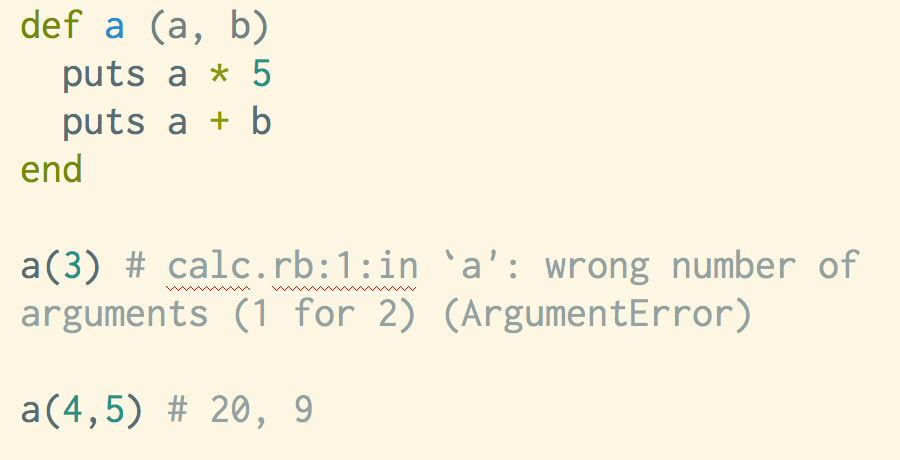 def a (a, b)
  puts a * 5
  puts a + b
end
a(3) # calc.rb:1:in `a': wrong number of
arguments (1 for 2) (ArgumentError)
a(4,5) # 20, 9